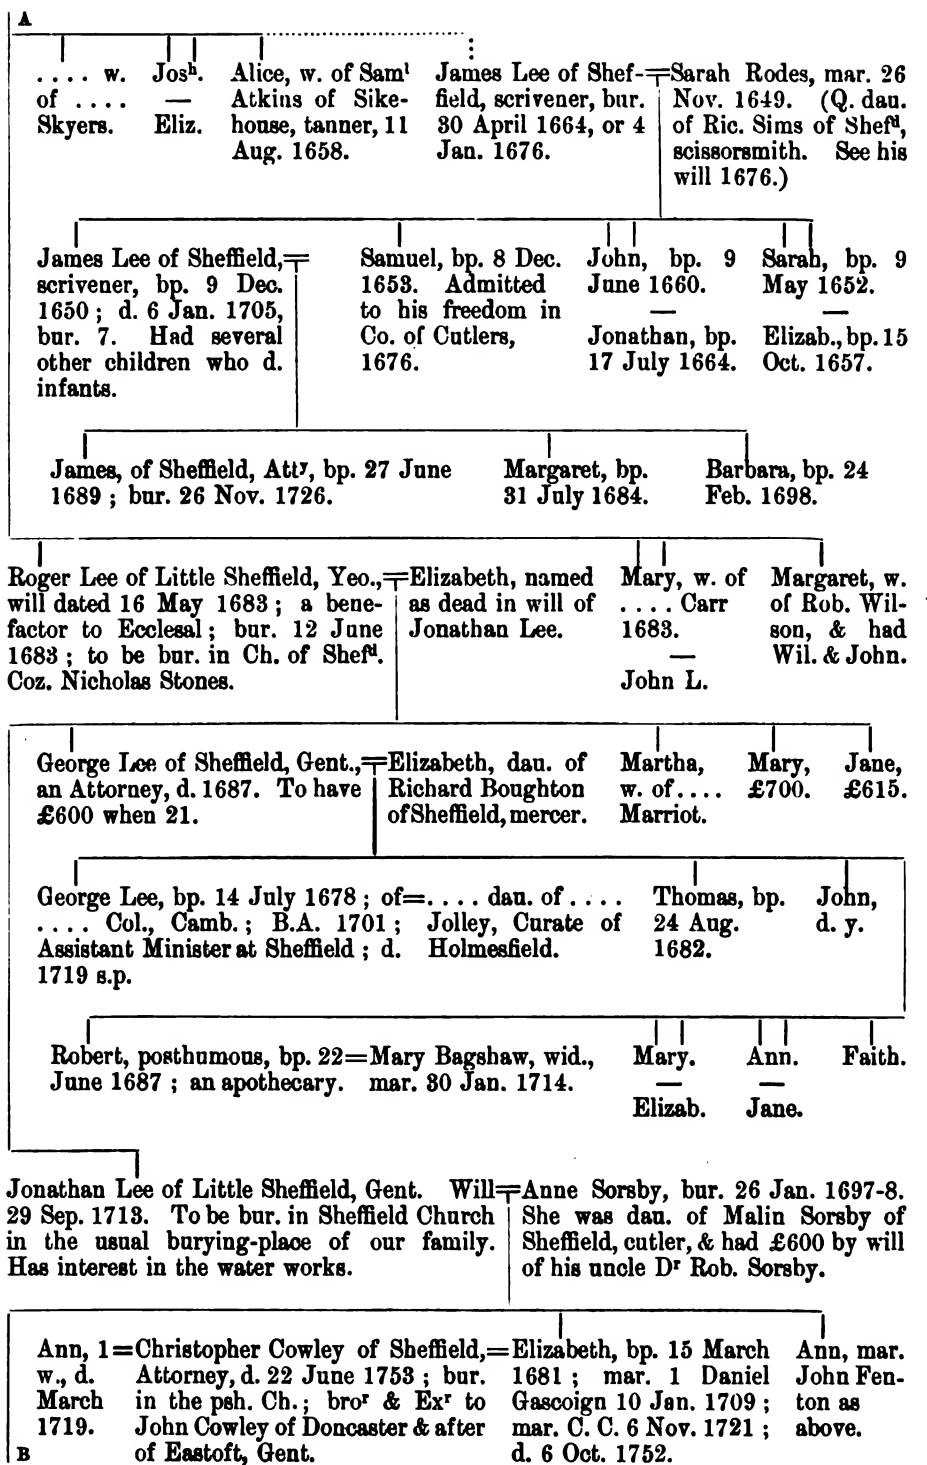 A
. . . . w. of . . . . Skyers.
Josʰ.
—
Eliz.
Alice, w. of Samˡ
Atkins of Sike-
house, tanner, 11
Aug. 1658.
James Lee of Shef-
field, scrivener, bur.
30 April 1664, or 4
Jan. 1676.
Sarah Rodes, mar. 26
Nov. 1649. (Q. dau.
of Ric. Sims of Shefᵈ,
scissorsmith. See his
will 1676.)
James Lee of Sheffield,
scrivener, bp. 9 Dec.
1650 ; d. 6 Jan. 1705,
bur. 7. Had several
other children who d.
infants.
Samuel, bp. 8 Dec.
1653. Admitted
to his freedom in
Co. of Cutlers,
1676.
John, bp. 9
June 1660.
—
Jonathan, bp.
17 July 1664.
Sarah, bp. 9
May 1652.
—
Elizab., bp. 15
Oct. 1657.
James, of Sheffield, Attʸ, bp. 27 June
1689 ; bur. 26 Nov. 1726.
Margaret, bp.
31 July 1684.
Barbara, bp. 24
Feb. 1698.
Roger Lee of Little Sheffield, Yeo.,
will dated 16 May 1683 ; a bene-
factor to Ecclesal ; bur. 12 June
1683 ; to be bur. in Ch. of Shefᵈ.
Coz. Nicholas Stones.
Elizabeth, named
as dead in will of
Jonathan Lee.
Mary, w. of
. . . . Carr
1683.
—
John L.
Margaret, w.
of Rob. Wil-
son, & had
Wil. & John.
George Lee of Sheffield, Gent.,
an Attorney, d. 1687. To have
£600 when 21.
Elizabeth, dau. of
Richard Boughton
of Sheffield, mercer.
Martha,
w. of . . . .
Marriot.
Mary,
£700.
Jane,
£615.
George Lee, bp. 14 July 1678 ; of
. . . . Col., Camb. ; B.A. 1701 ;
Assistant Minister at Sheffield ; d.
1719 s.p.
= . . . . dau. of . . . .
Jolley, Curate of
Holmesfield.
Thomas, bp.
24 Aug.
1682.
John,
d. y.
Robert, posthumous, bp. 22
June 1687 ; an apothecary.
=Mary Bagshaw, wid.,
mar. 30 Jan. 1714.
Mary.
—
Elizab.
Ann.
—
Jane.
Faith.
Jonathan Lee of Little Sheffield, Gent. Will
29 Sep. 1713. To be bur. in Sheffield Church
in the usual burying-place of our family.
Has interest in the water works.
Anne Sorsby, bur. 26 Jan. 1697-8.
She was dau. of Malin Sorsby of
Sheffield, cutler, & had £600 by will
of his uncle Dʳ Rob. Sorsby.
Ann, 1
w., d.
March
1719.
=Christopher Cowley of Sheffield,=
Attorney, d. 22 June 1753 ; bur.
in the psh. Ch. ; broʳ & Exʳ to
John Cowley of Doncaster & after
of Eastoft, Gent.
Elizabeth, bp. 15 March
1681 ; mar. 1 Daniel
Gascoign 10 Jan. 1709 ;
mar. C. C. 6 Nov. 1721 ;
d. 6 Oct. 1752.
Ann, mar.
John Fen-
ton as
above.
B